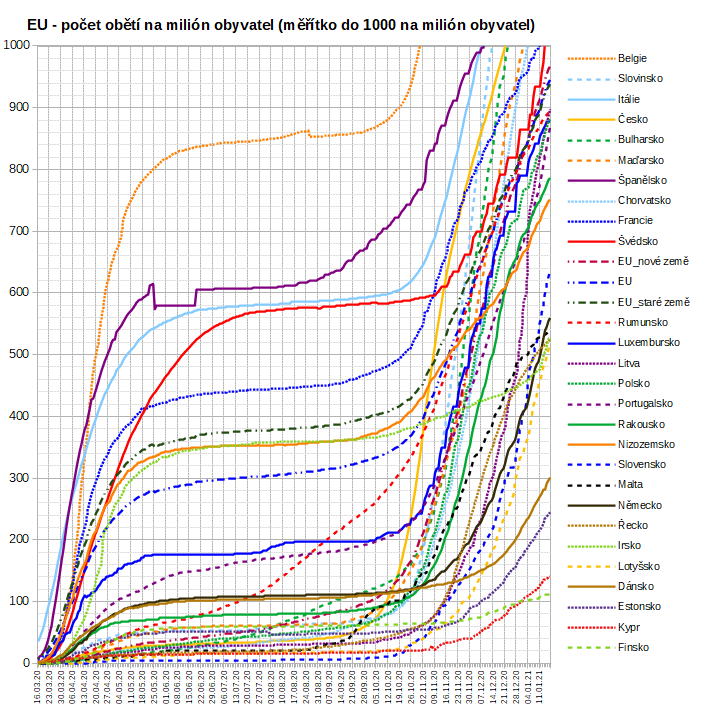 EU - počet obětí na milión obyvatel (měřítko do 1000 na milión obyvatel)
1000
900
800
700
600
500
400
300
200
100
0
16.03.20
23.03.20
30.03.20
06.04.20
13.04.20
20.04.20
27.04.20
04.05.20
11.05.20
18.05.20
25.05.20
01.06.20
08.06.20
15.06.20
22.06.20
29.06.20
06.07.20
13.07.20
20.07.20
27.07.20
03.08.20
10.08.20
17.08.20
24.08.20
31.08.20
07.09.20
14.09.20
21.09.20
28.09.20
05.10.20
12.10.20
19.10.20
26.10.20
02.11.20
09.11.20
16.11.20
23.11.20
30.11.20
07.12.20
14.12.20
21.12.20
28.12.20
04.01.21
11.01.21
Belgie
Slovinsko
Itálie
Česko
Bulharsko
Maďarsko
Španělsko
Chorvatsko
Francie
Švédsko
EU_nové země
EU
EU_staré země
Rumunsko
Luxembursko
Litva
Polsko
Portugalsko
Rakousko
Nizozemsko
Slovensko
Malta
Německo
Řecko
Irsko
Lotyšsko
Dánsko
Estonsko
Kypr
Finsko